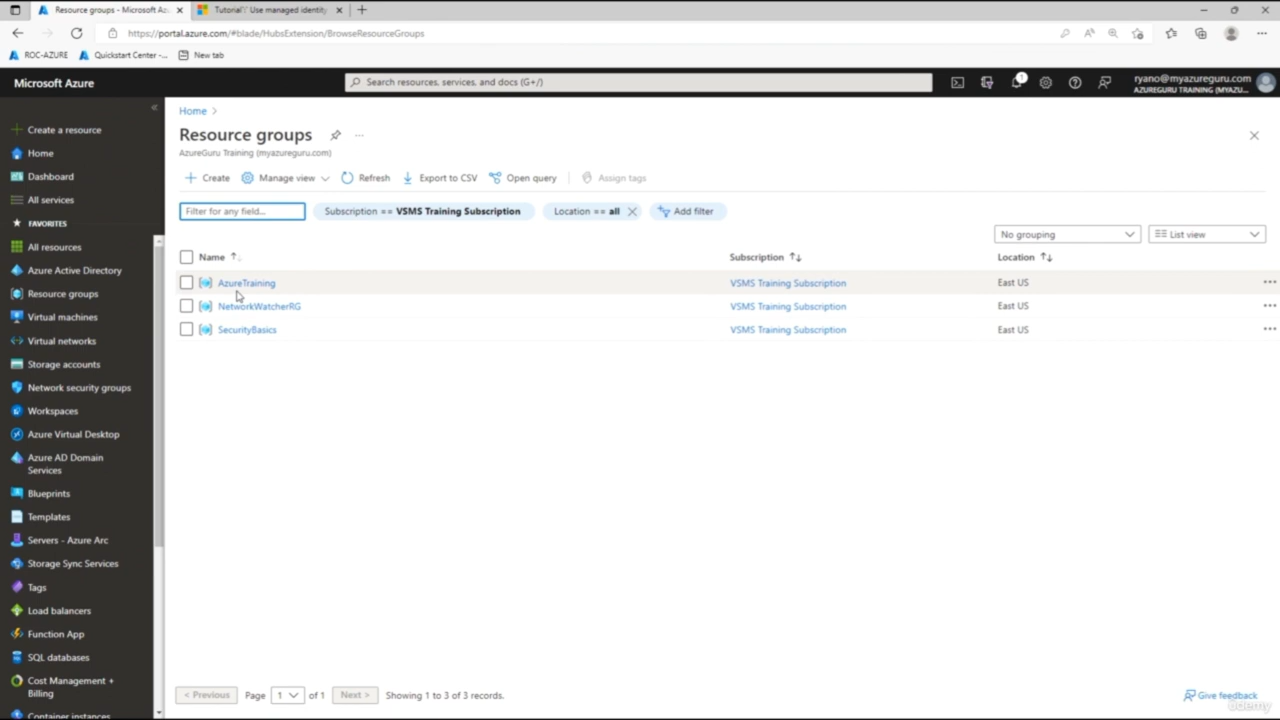 Resource groups - Microsoft Az...
Tutorial\` Use managed identity
https://portal.azure.com/#blade/HubsExtension/BrowseResourceGroups
ROC-AZURE
Quickstart Center -...
New tab
Microsoft Azure
Search resources, services, and docs (G+/)
1
ryano@myazureguru.com
AZUREGURU TRAINING (MYAZU...
Create a resource
Home
Dashboard
All services
FAVORITES
All resources
Azure Active Directory
Resource groups
Virtual machines
Virtual networks
Storage accounts
Network security groups
Workspaces
Azure Virtual Desktop
Azure AD Domain
Services
Blueprints
Templates
Servers - Azure Arc
Storage Sync Services
Tags
Load balancers
Function App
SQL databases
Cost Management +
Billing
Container instances
Home >
Resource groups
AzureGuru Training (myazureguru.com)
Create
Manage view
Refresh
Export to CSV
Open query
Assign tags
Filter for any field...
Subscription == VSMS Training Subscription
Location == all
Add filter
No grouping
List view
Name
Subscription
Location
AzureTraining
VSMS Training Subscription
East US
NetworkWatcherRG
VSMS Training Subscription
East US
SecurityBasics
VSMS Training Subscription
East US
< Previous
Page
1
of 1
Next >
Showing 1 to 3 of 3 records.
Give feedback
Udemy